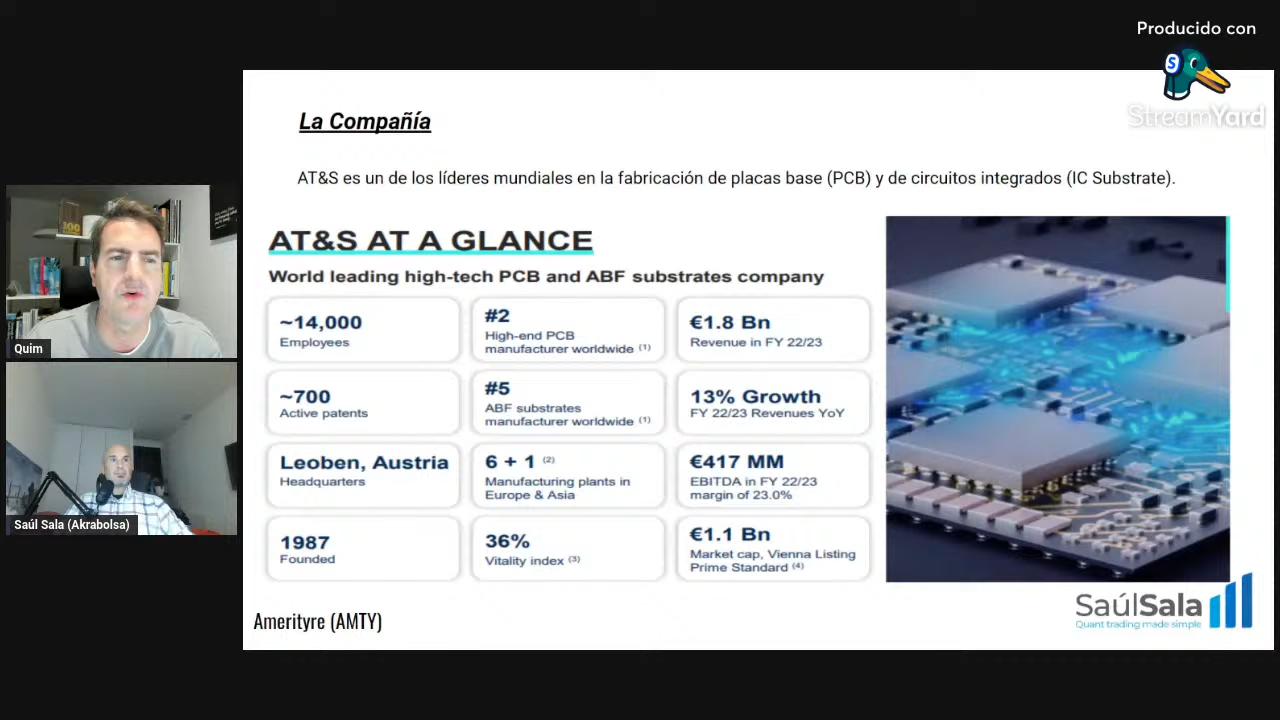 Producido con
StreamYard
La Compañía
AT&S es un de los líderes mundiales en la fabricación de placas base (PCB) y de circuitos integrados (IC Substrate).
AT&S AT A GLANCE
World leading high-tech PCB and ABF substrates company
~14,000
Employees
#2
High-end PCB
manufacturer worldwide (1)
€1.8 Bn
Revenue in FY 22/23
~700
Active patents
#5
ABF substrates
manufacturer worldwide (1)
13% Growth
FY 22/23 Revenues YoY
Leoben, Austria
Headquarters
6 + 1 (2)
Manufacturing plants in
Europe & Asia
€417 MM
EBITDA in FY 22/23
margin of 23.0%
1987
Founded
36%
Vitality index (3)
€1.1 Bn
Market cap, Vienna Listing
Prime Standard (4)
Amerityre (AMTY)
SaúlSala
Quant trading made simple
Quim
Saúl Sala (Akrabolsa)